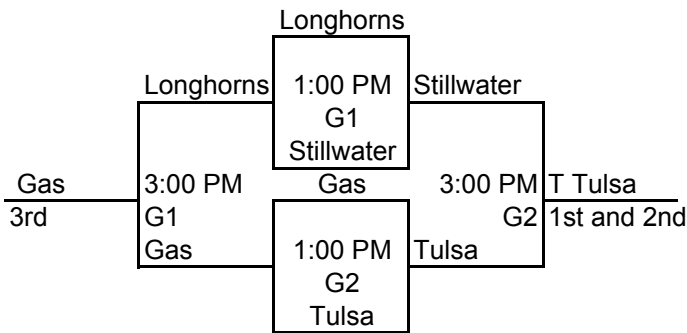 Longhorns
Longhorns 1:00 PM Stillwater
G1
Stillwater
Gas 3:00 PM Gas 3:00 PM T Tulsa
3rd G1 G2 1st and 2nd
Gas 1:00 PM Tulsa
G2
Tulsa